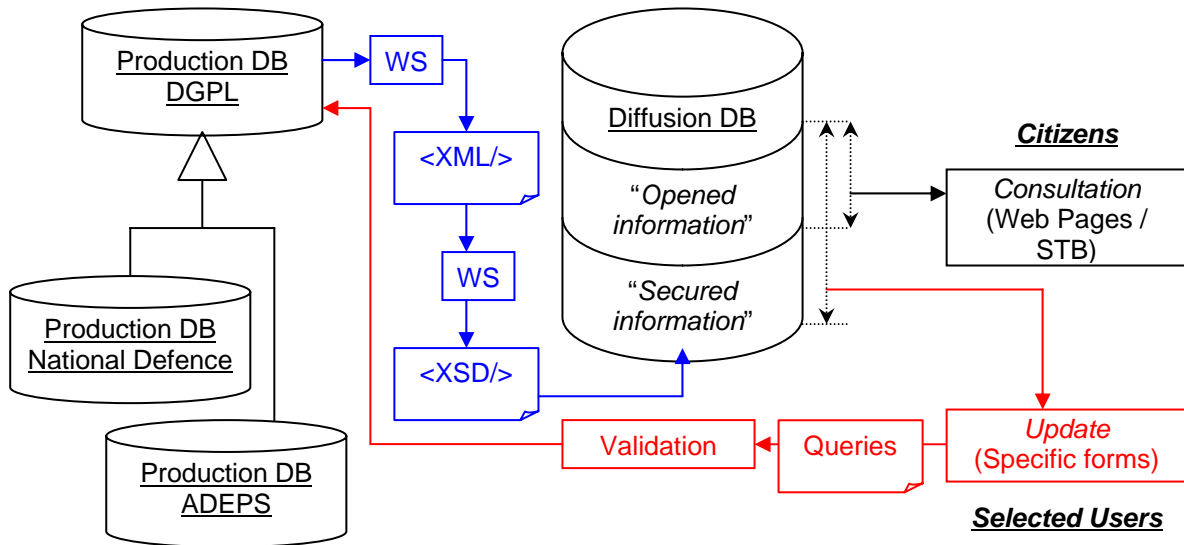 Production DB
DGPL
WS
<XML/>
WS
<XSD/>
Diffusion DB
“Opened
information”
“Secured
information”
Citizens
Consultation
(Web Pages /
STB)
Production DB
National Defence
Production DB
ADEPS
Validation
Queries
Update
(Specific forms)
Selected Users